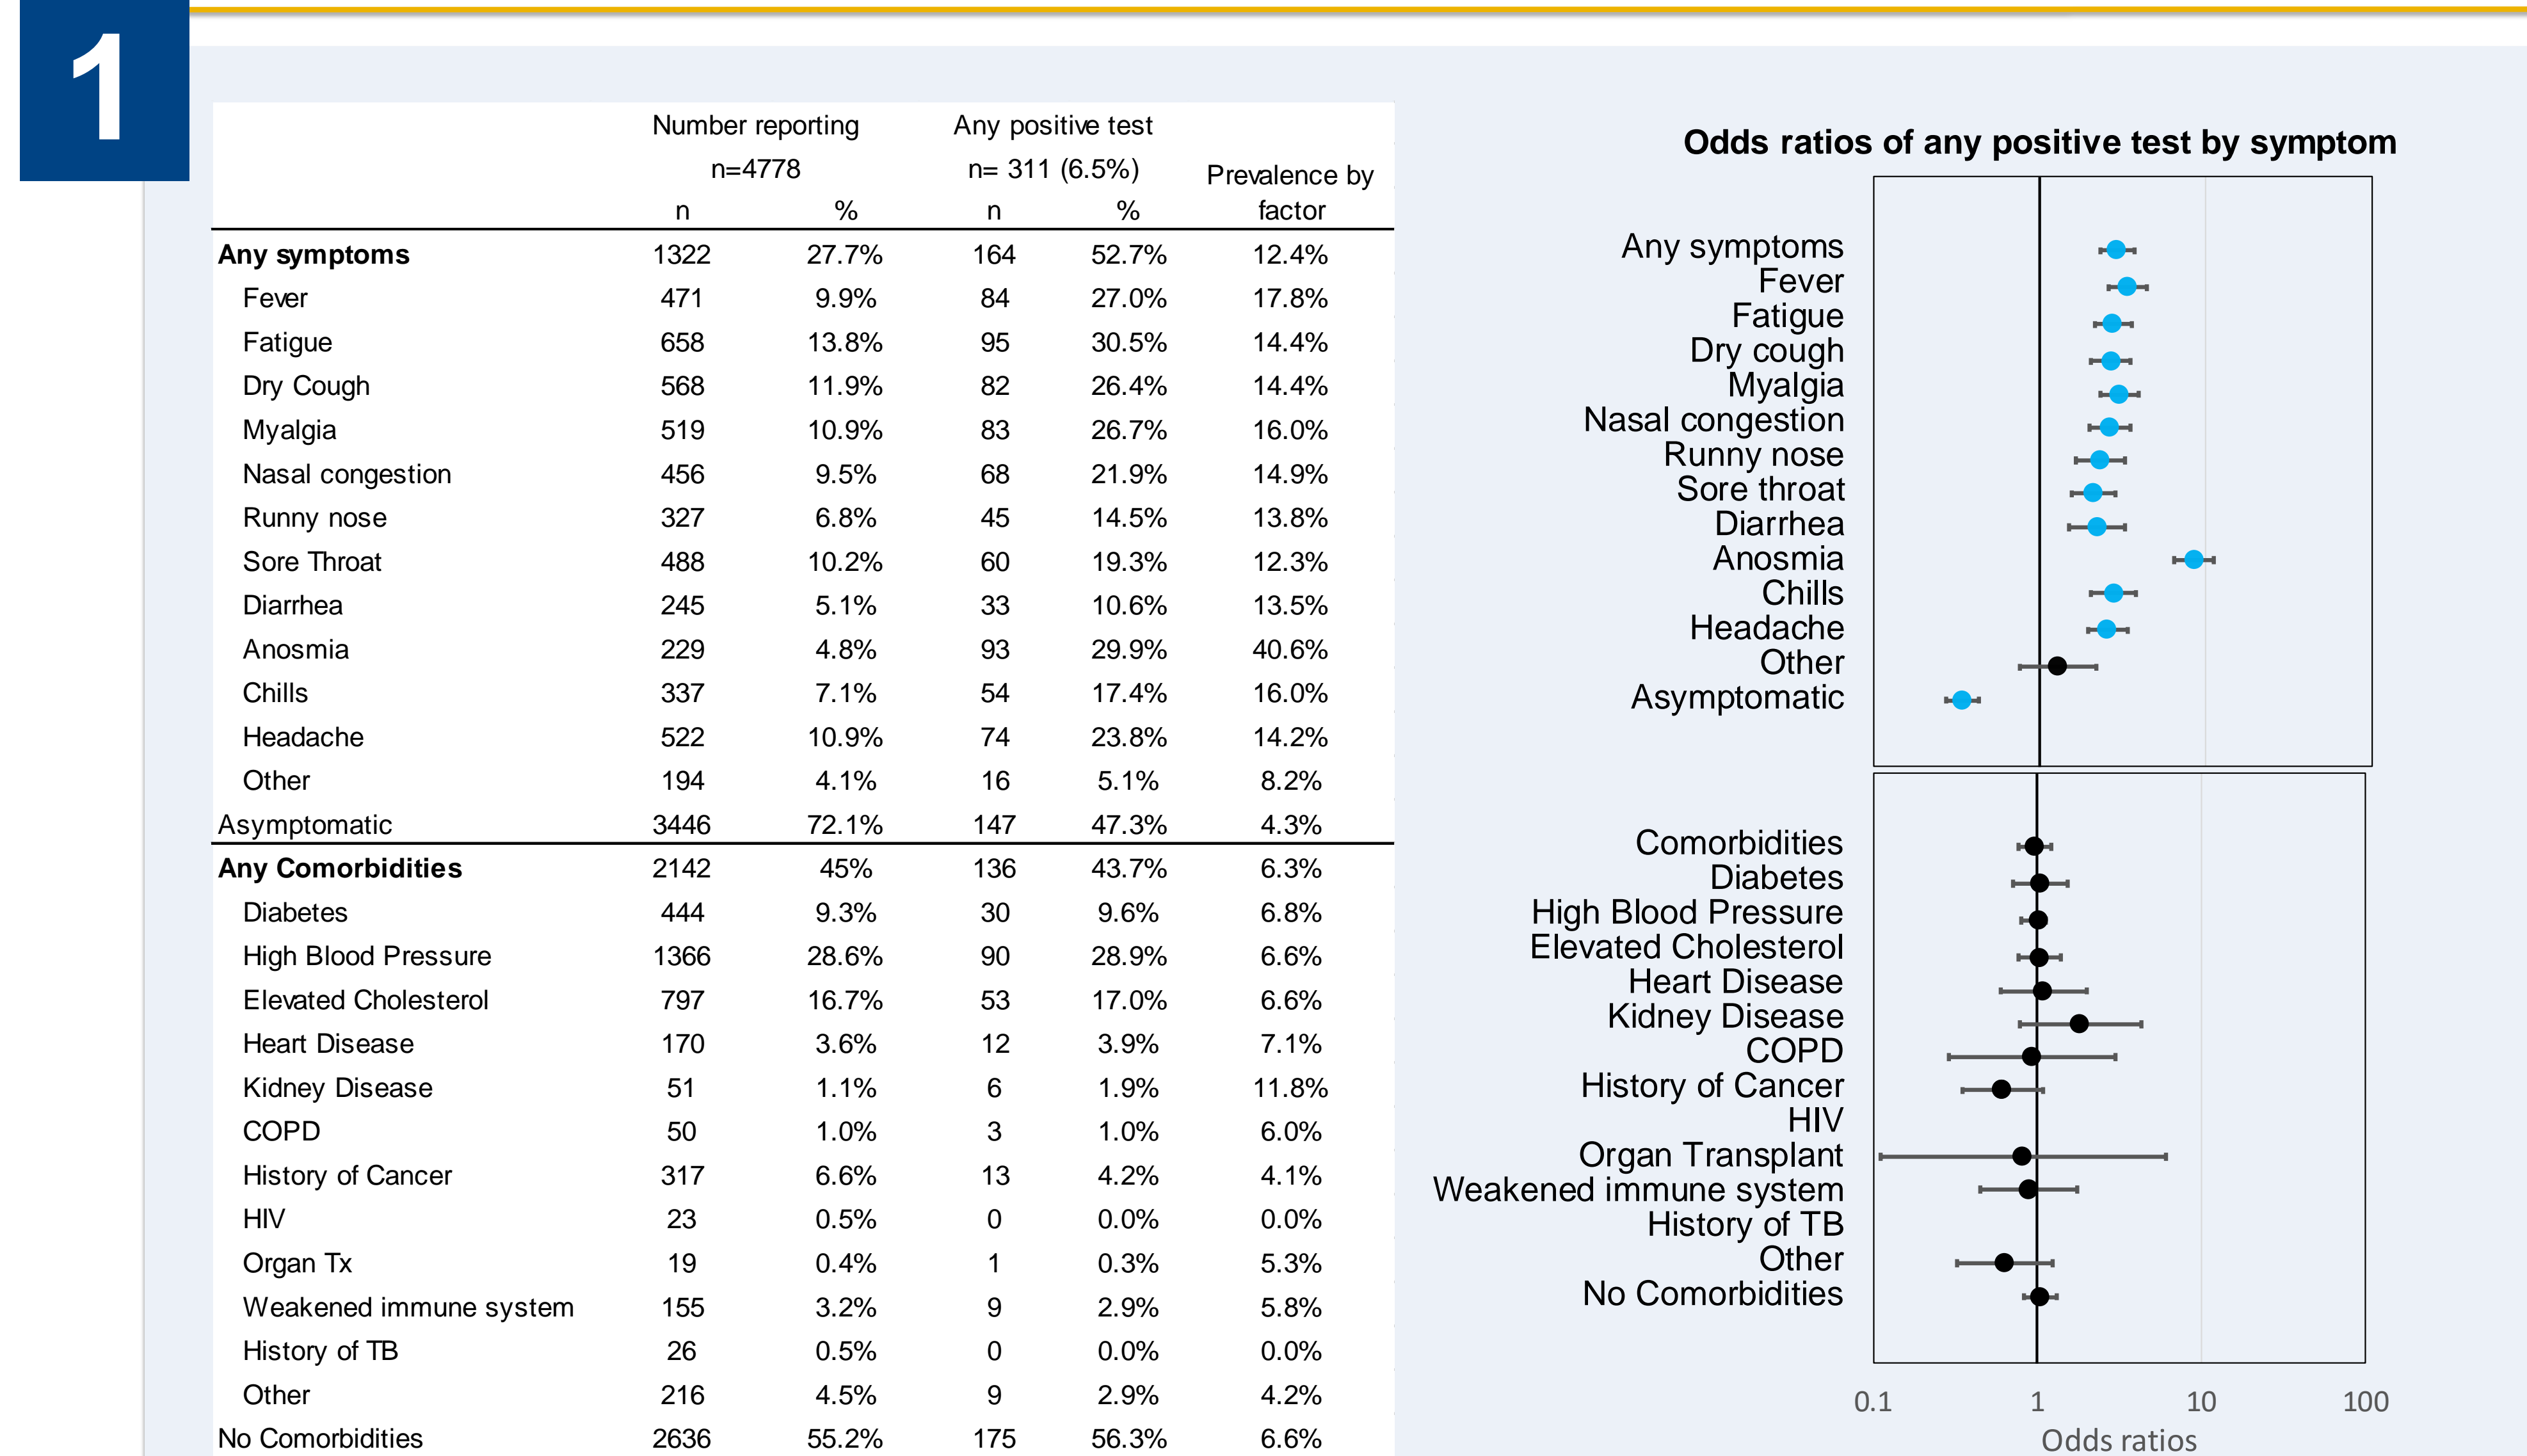 1
Number reporting Any positive test
n=4778 n= 311 (6.5%) Prevalence by
n % n % factor
Any symptoms 1322 27.7% 164 52.7% 12.4%
Fever 471 9.9% 84 27.0% 17.8%
Fatigue 658 13.8% 95 30.5% 14.4%
Dry Cough 568 11.9% 82 26.4% 14.4%
Myalgia 519 10.9% 83 26.7% 16.0%
Nasal congestion 456 9.5% 68 21.9% 14.9%
Runny nose 327 6.8% 45 14.5% 13.8%
Sore Throat 488 10.2% 60 19.3% 12.3%
Diarrhea 245 5.1% 33 10.6% 13.5%
Anosmia 229 4.8% 93 29.9% 40.6%
Chills 337 7.1% 54 17.4% 16.0%
Headache 522 10.9% 74 23.8% 14.2%
Other 194 4.1% 16 5.1% 8.2%
Asymptomatic 3446 72.1% 147 47.3% 4.3%
Any Comorbidities 2142 45% 136 43.7% 6.3%
Diabetes 444 9.3% 30 9.6% 6.8%
High Blood Pressure 1366 28.6% 90 28.9% 6.6%
Elevated Cholesterol 797 16.7% 53 17.0% 6.6%
Heart Disease 170 3.6% 12 3.9% 7.1%
Kidney Disease 51 1.1% 6 1.9% 11.8%
COPD 50 1.0% 3 1.0% 6.0%
History of Cancer 317 6.6% 13 4.2% 4.1%
HIV 23 0.5% 0 0.0% 0.0%
Organ Tx 19 0.4% 1 0.3% 5.3%
Weakened immune system 155 3.2% 9 2.9% 5.8%
History of TB 26 0.5% 0 0.0% 0.0%
Other 216 4.5% 9 2.9% 4.2%
No Comorbidities 2636 55.2% 175 56.3% 6.6%
Odds ratios of any positive test by symptom
Any symptoms
Fever
Fatigue
Dry cough
Myalgia
Nasal congestion
Runny nose
Sore throat
Diarrhea
Anosmia
Chills
Headache
Other
Asymptomatic
Comorbidities
Diabetes
High Blood Pressure
Elevated Cholesterol
Heart Disease
Kidney Disease
COPD
History of Cancer
HIV
Organ Transplant
Weakened immune system
History of TB
Other
No Comorbidities
0.1 1 10 100
Odds ratios